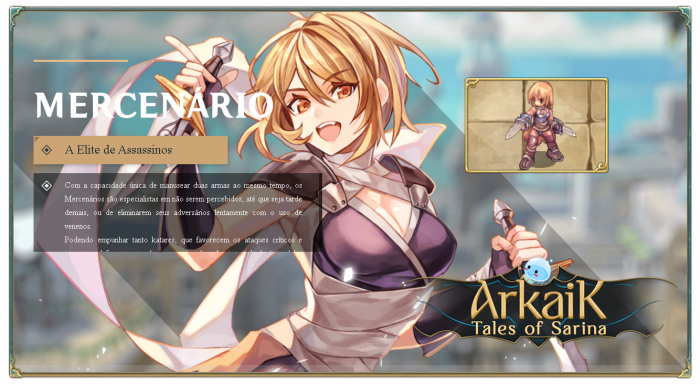 MERCENÁRIO
A Elite de Assassinos
Com a capacidade única de manusear duas armas ao mesmo tempo, os
Mercenários são especialistas em não serem percebidos, até que seja tarde
demais, ou de eliminarem seus adversários lentamente com o uso de
venenos.
Podendo empunhar tanto katares, que favorecem os ataques críticos e
ArkaiK
Tales of Sarina